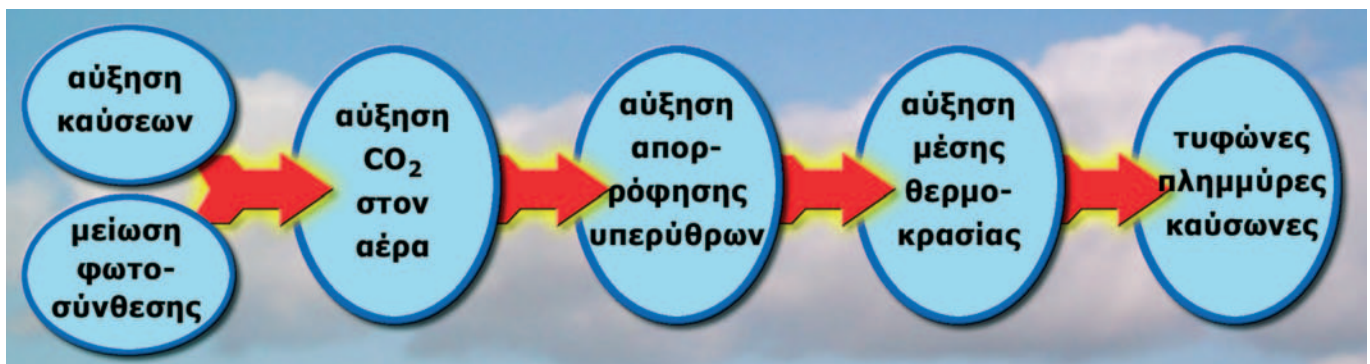 αύξηση
καύσεων
μείωση
φωτο-
σύνθεσης
αύξηση
CO₂
στον
αέρα
αύξηση
απορ-
ρόφησης
υπερύθρων
αύξηση
μέσης
θερμο-
κρασίας
τυφώνες
πλημμύρες
καύσωνες